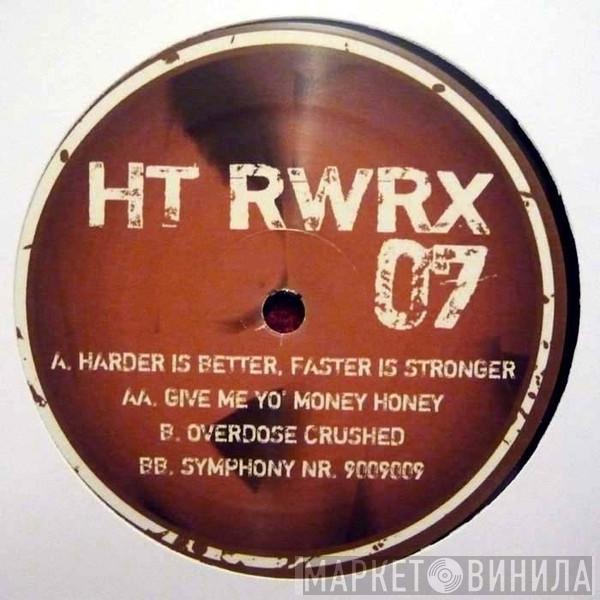 HT RWRX
07
A. HARDER IS BETTER, FASTER IS STRONGER
AA. GIVE ME YO' MONEY HONEY
B. OVERDOSE CRUSHED
BB. SYMPHONY NR. 9009009
МАРКЕТ ВИНИЛА